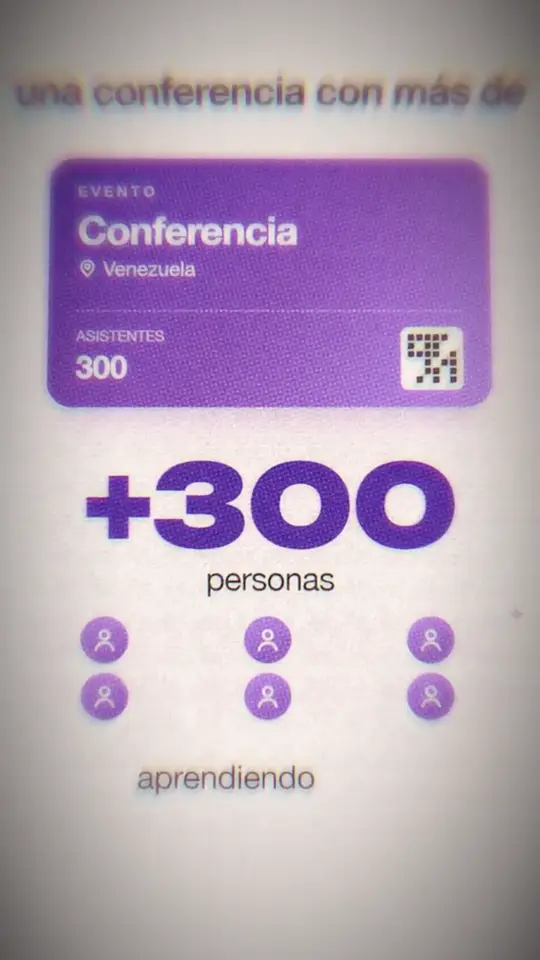 una conferencia con más de
EVENTO
Conferencia
Venezuela
ASISTENTES
300
+300
personas
aprendiendo